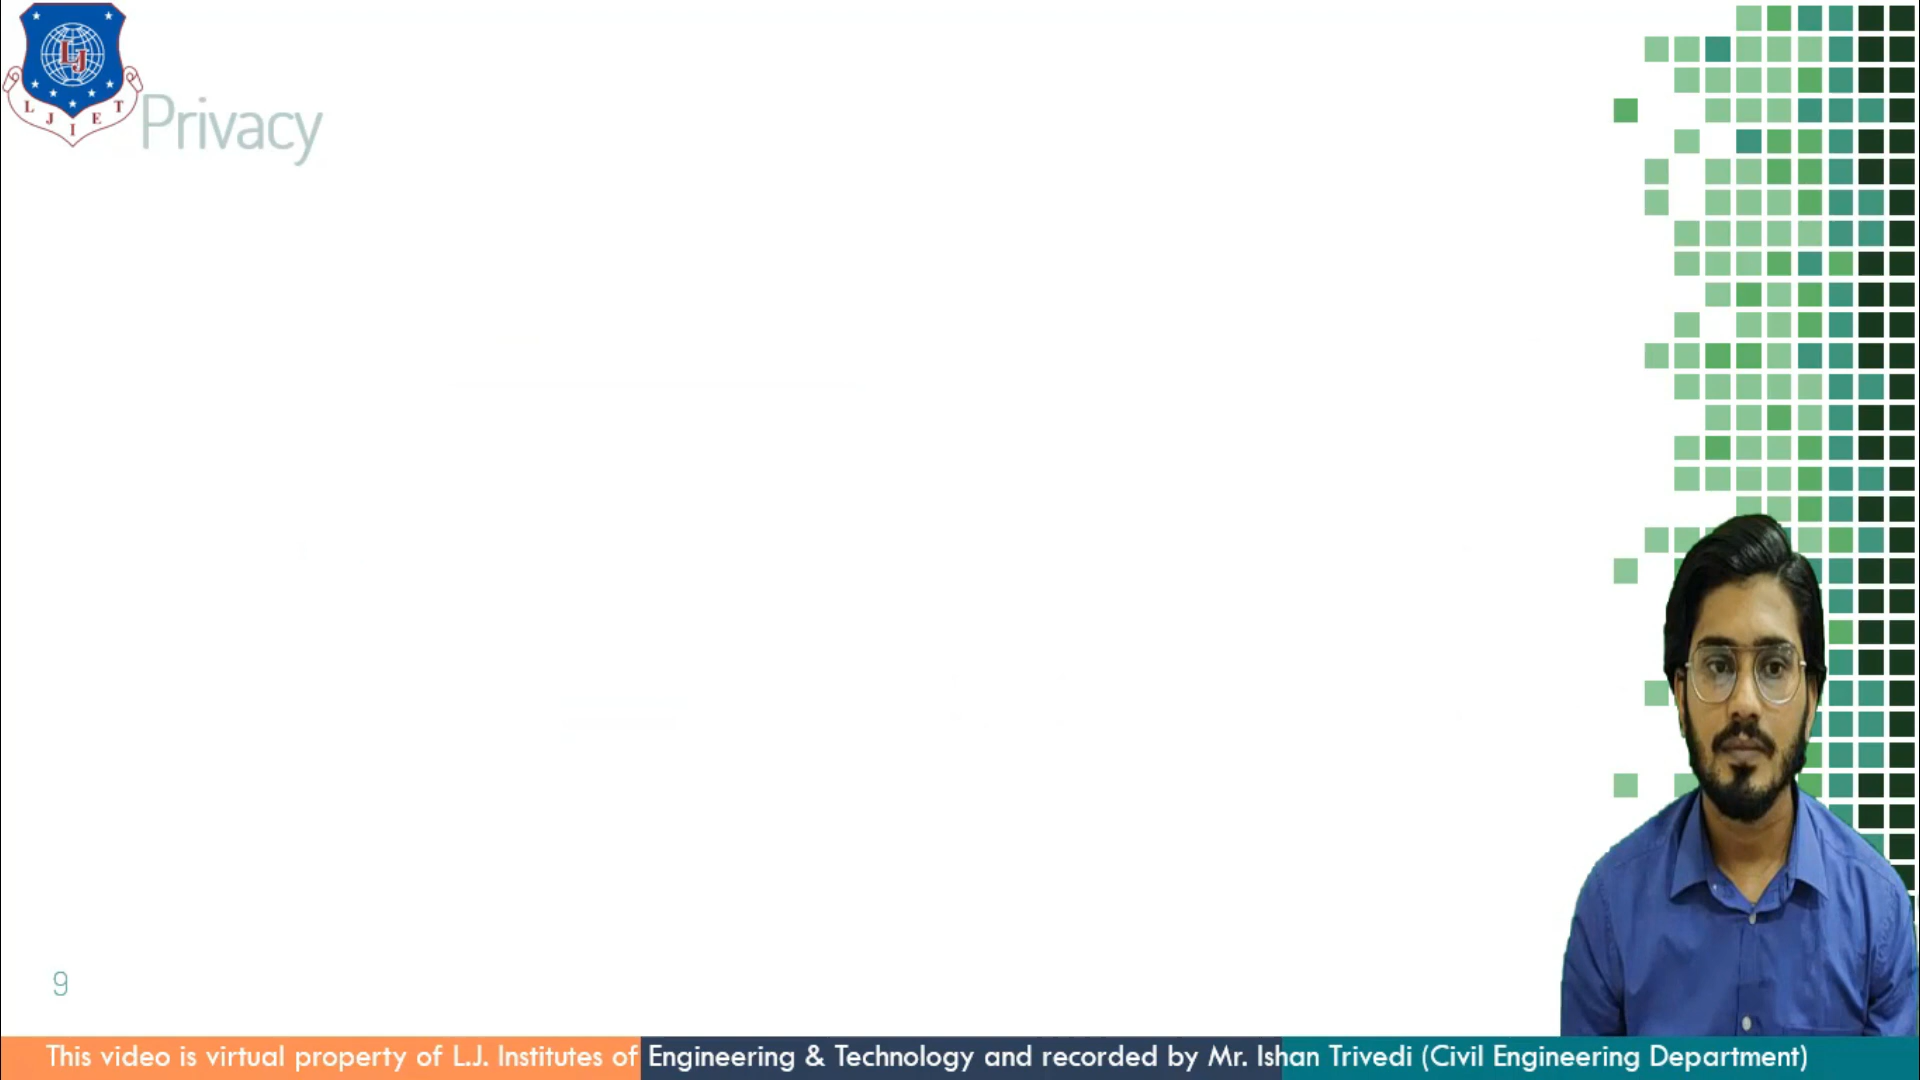 LJ
L J I E T
Privacy
9
This video is virtual property of L.J. Institutes of Engineering & Technology and recorded by Mr. Ishan Trivedi (Civil Engineering Department)